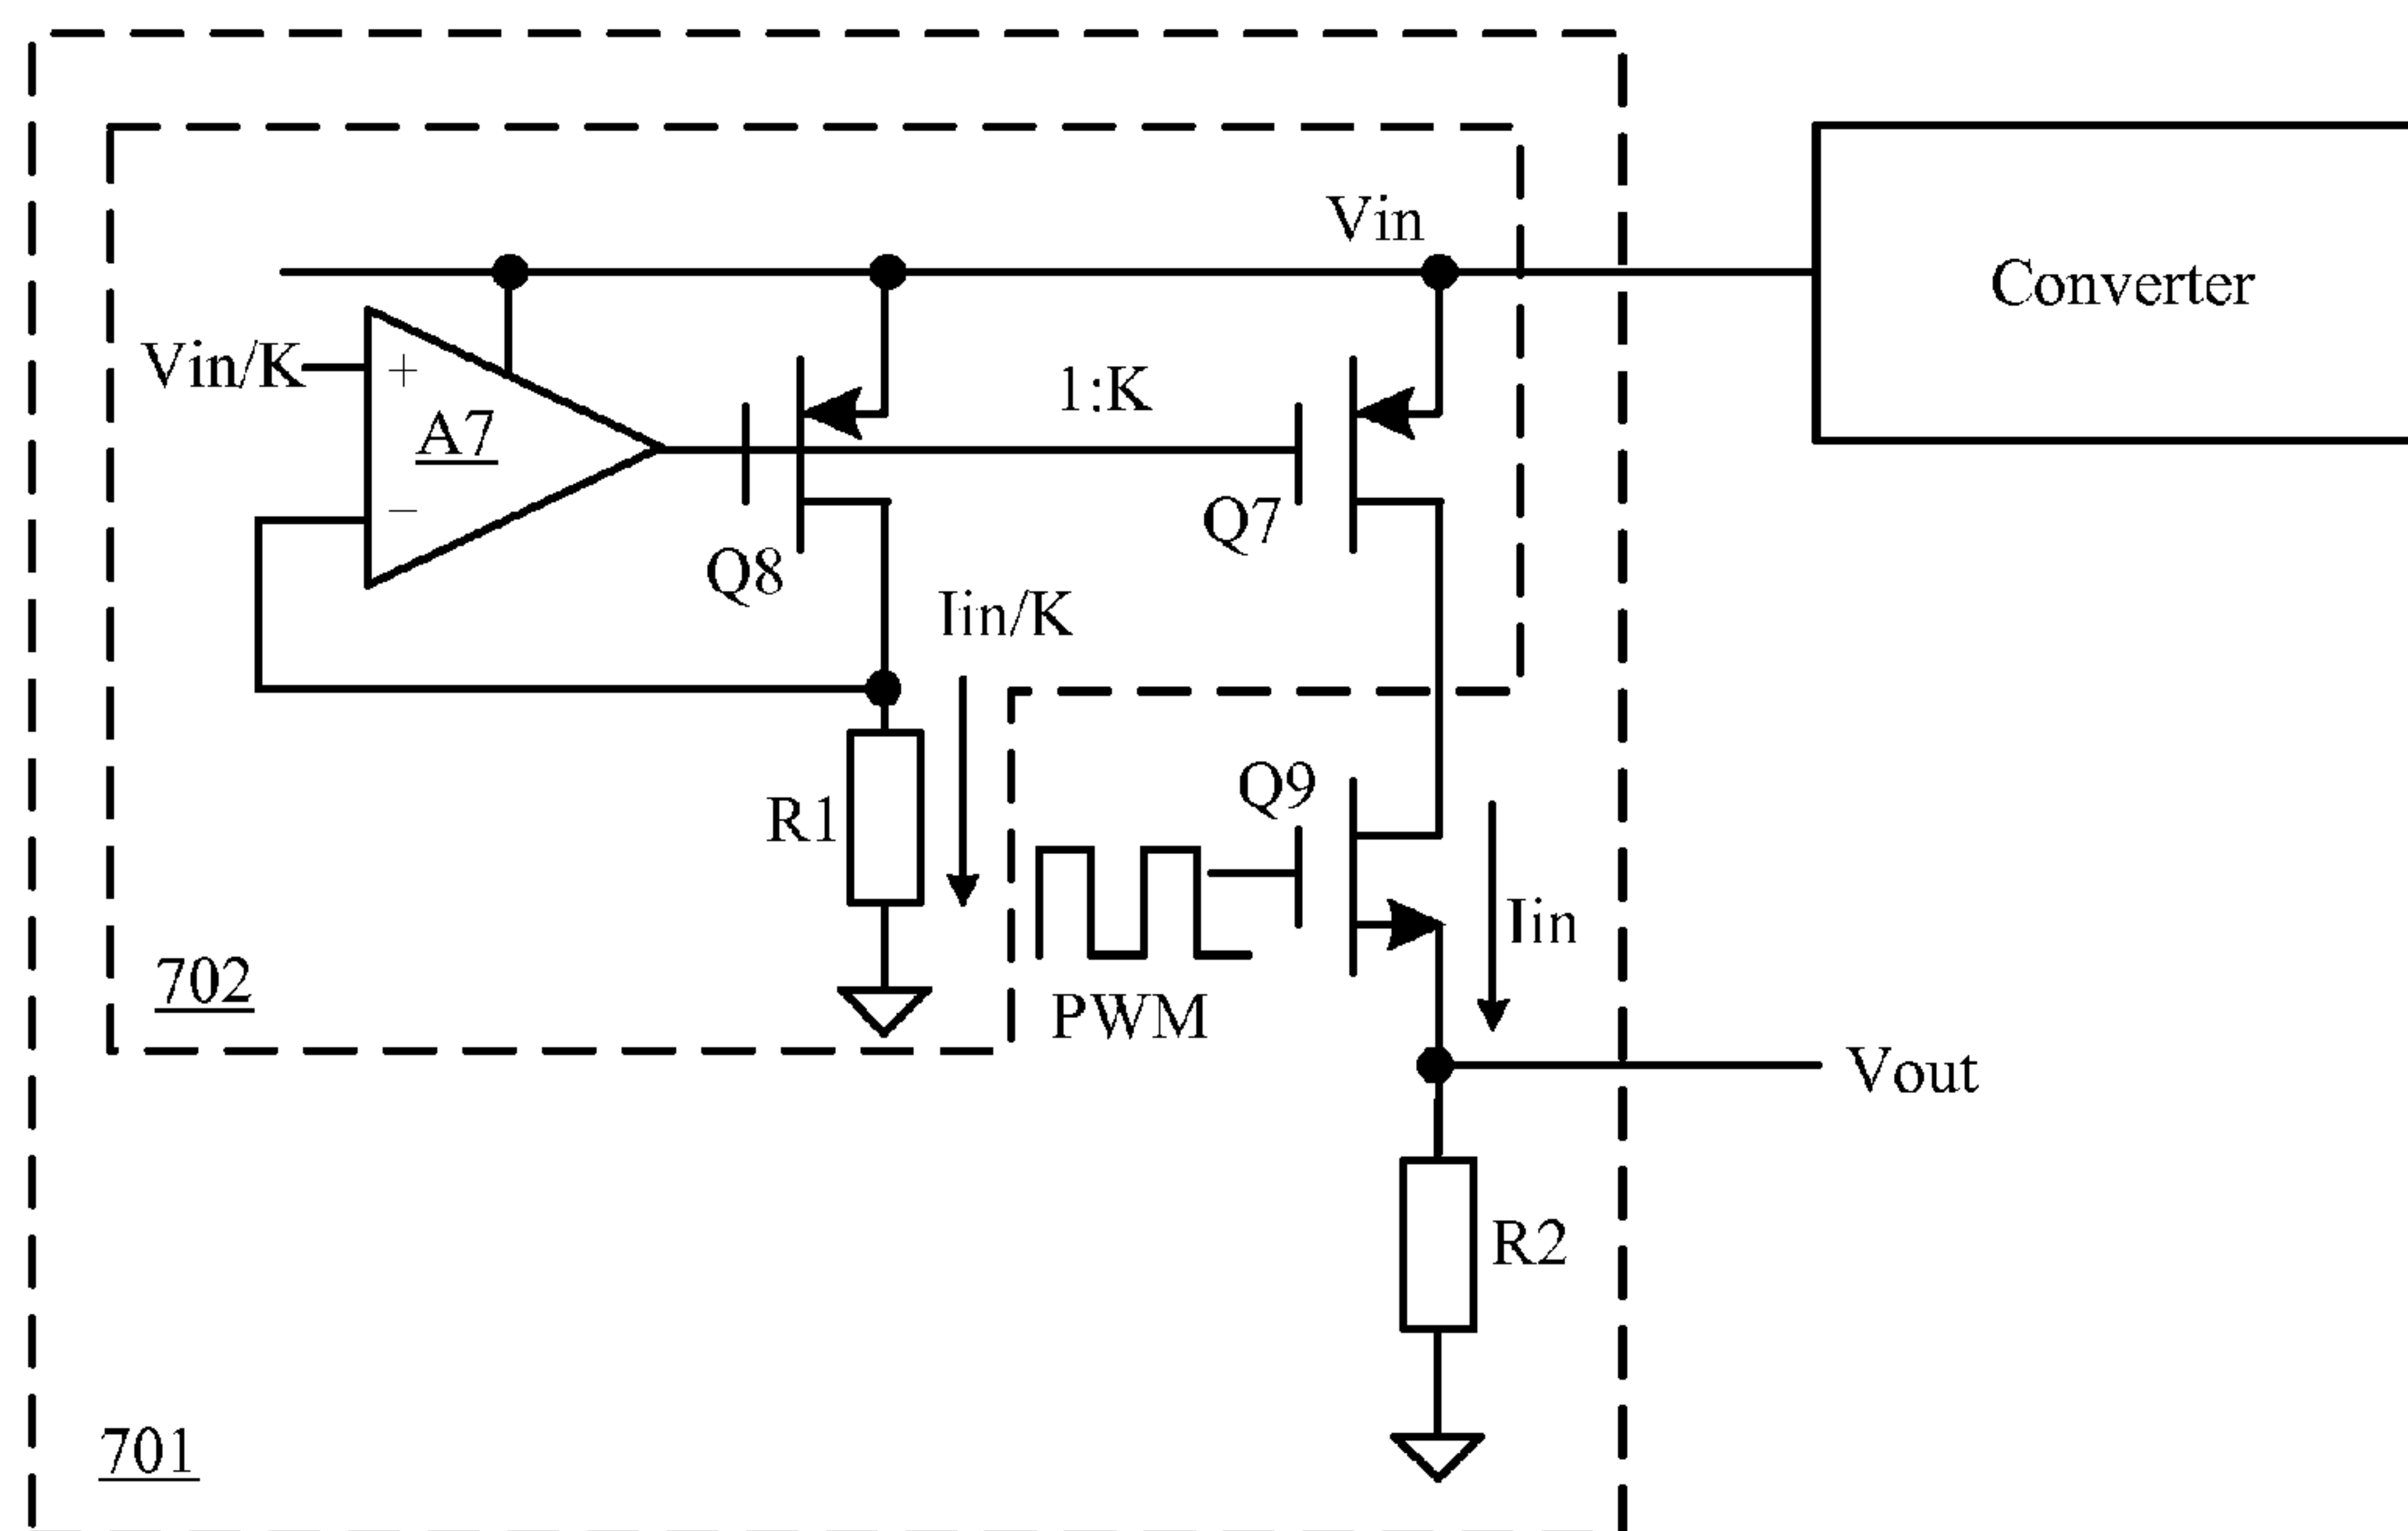 Vin
Converter
Vin/K
+
A7
1:K
−
Q7
Q8
Iin/K
Q9
R1
Iin
702
PWM
Vout
R2
701